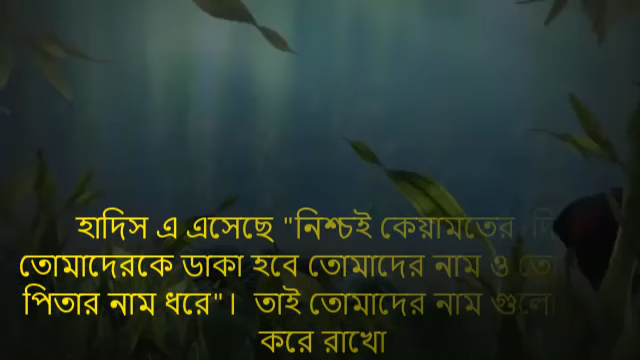 হাদিস এ এসেছে "নিশ্চই কেয়ামতের
তোমাদেরকে ডাকা হবে তোমাদের নাম ও
পিতার নাম ধরে"। তাই তোমাদের নাম গুলো
করে রাখো